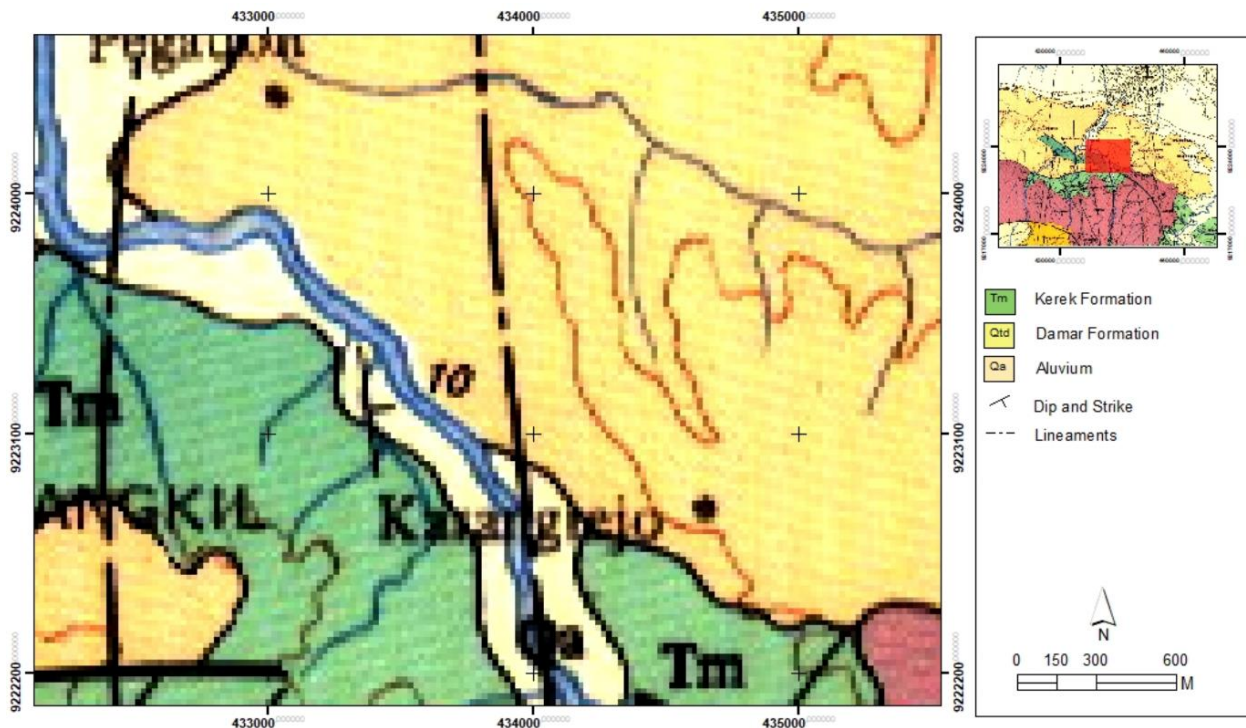 433000
434000
435000
9224000
9224000
10
Tm
9223100
9223100
ANGKIL
Qa
Tm
9222200
9222200
433000
434000
435000
Tm Kerek Formation
Qtd Damar Formation
Qa Aluvium
Dip and Strike
Lineaments
N
0 150 300 600
M